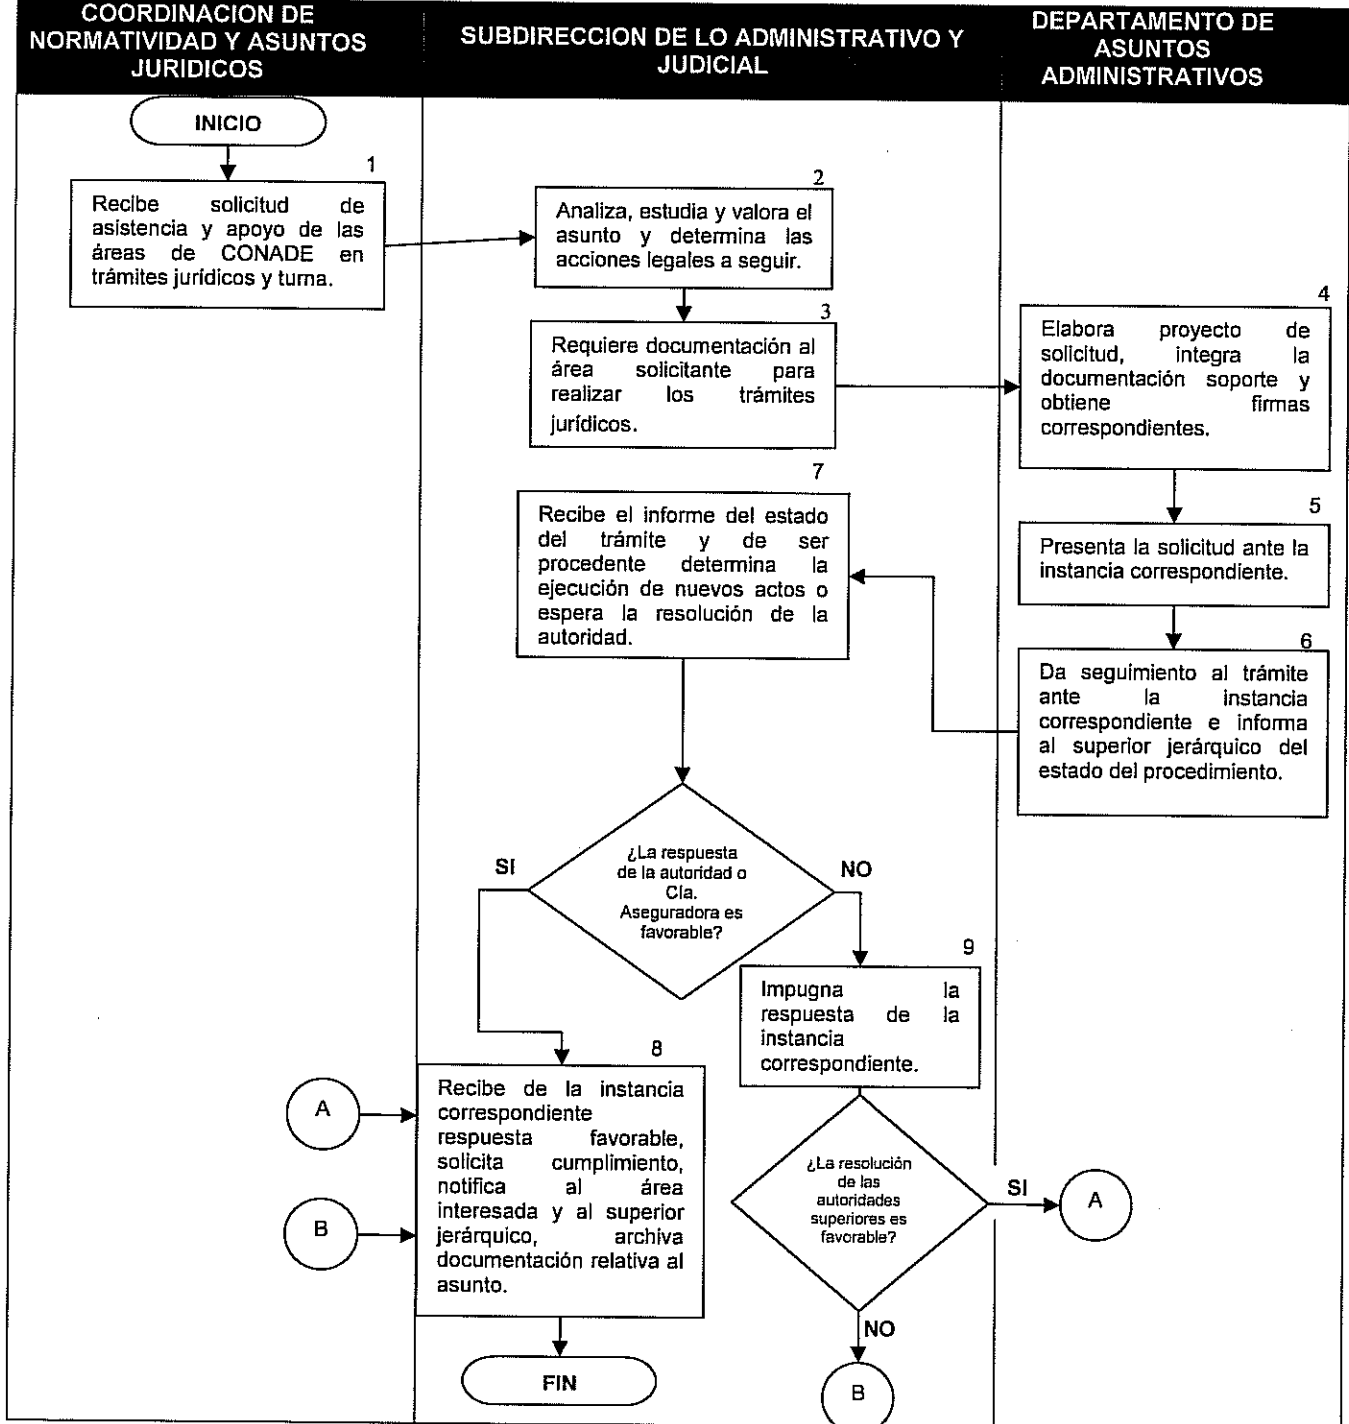 COORDINACION DE
NORMATIVIDAD Y ASUNTOS
JURIDICOS
SUBDIRECCION DE LO ADMINISTRATIVO Y
JUDICIAL
DEPARTAMENTO DE
ASUNTOS
ADMINISTRATIVOS
INICIO
1
Recibe solicitud de
asistencia y apoyo de las
áreas de CONADE en
trámites jurídicos y turna.
2
Analiza, estudia y valora el
asunto y determina las
acciones legales a seguir.
3
Requiere documentación al
área solicitante para
realizar los trámites
jurídicos.
4
Elabora proyecto de
solicitud, integra la
documentación soporte y
obtiene firmas
correspondientes.
5
Presenta la solicitud ante la
instancia correspondiente.
6
Da seguimiento al trámite
ante la instancia
correspondiente e informa
al superior jerárquico del
estado del procedimiento.
7
Recibe el informe del estado
del trámite y de ser
procedente determina la
ejecución de nuevos actos o
espera la resolución de la
autoridad.
¿La respuesta
de la autoridad o
Cía.
Aseguradora es
favorable?
SI
NO
8
Recibe de la instancia
correspondiente
respuesta favorable,
solicita cumplimiento,
notifica al área
interesada y al superior
jerárquico, archiva
documentación relativa al
asunto.
A
B
FIN
9
Impugna la
respuesta de la
instancia
correspondiente.
¿La resolución
de las
autoridades
superiores es
favorable?
SI
A
NO
B